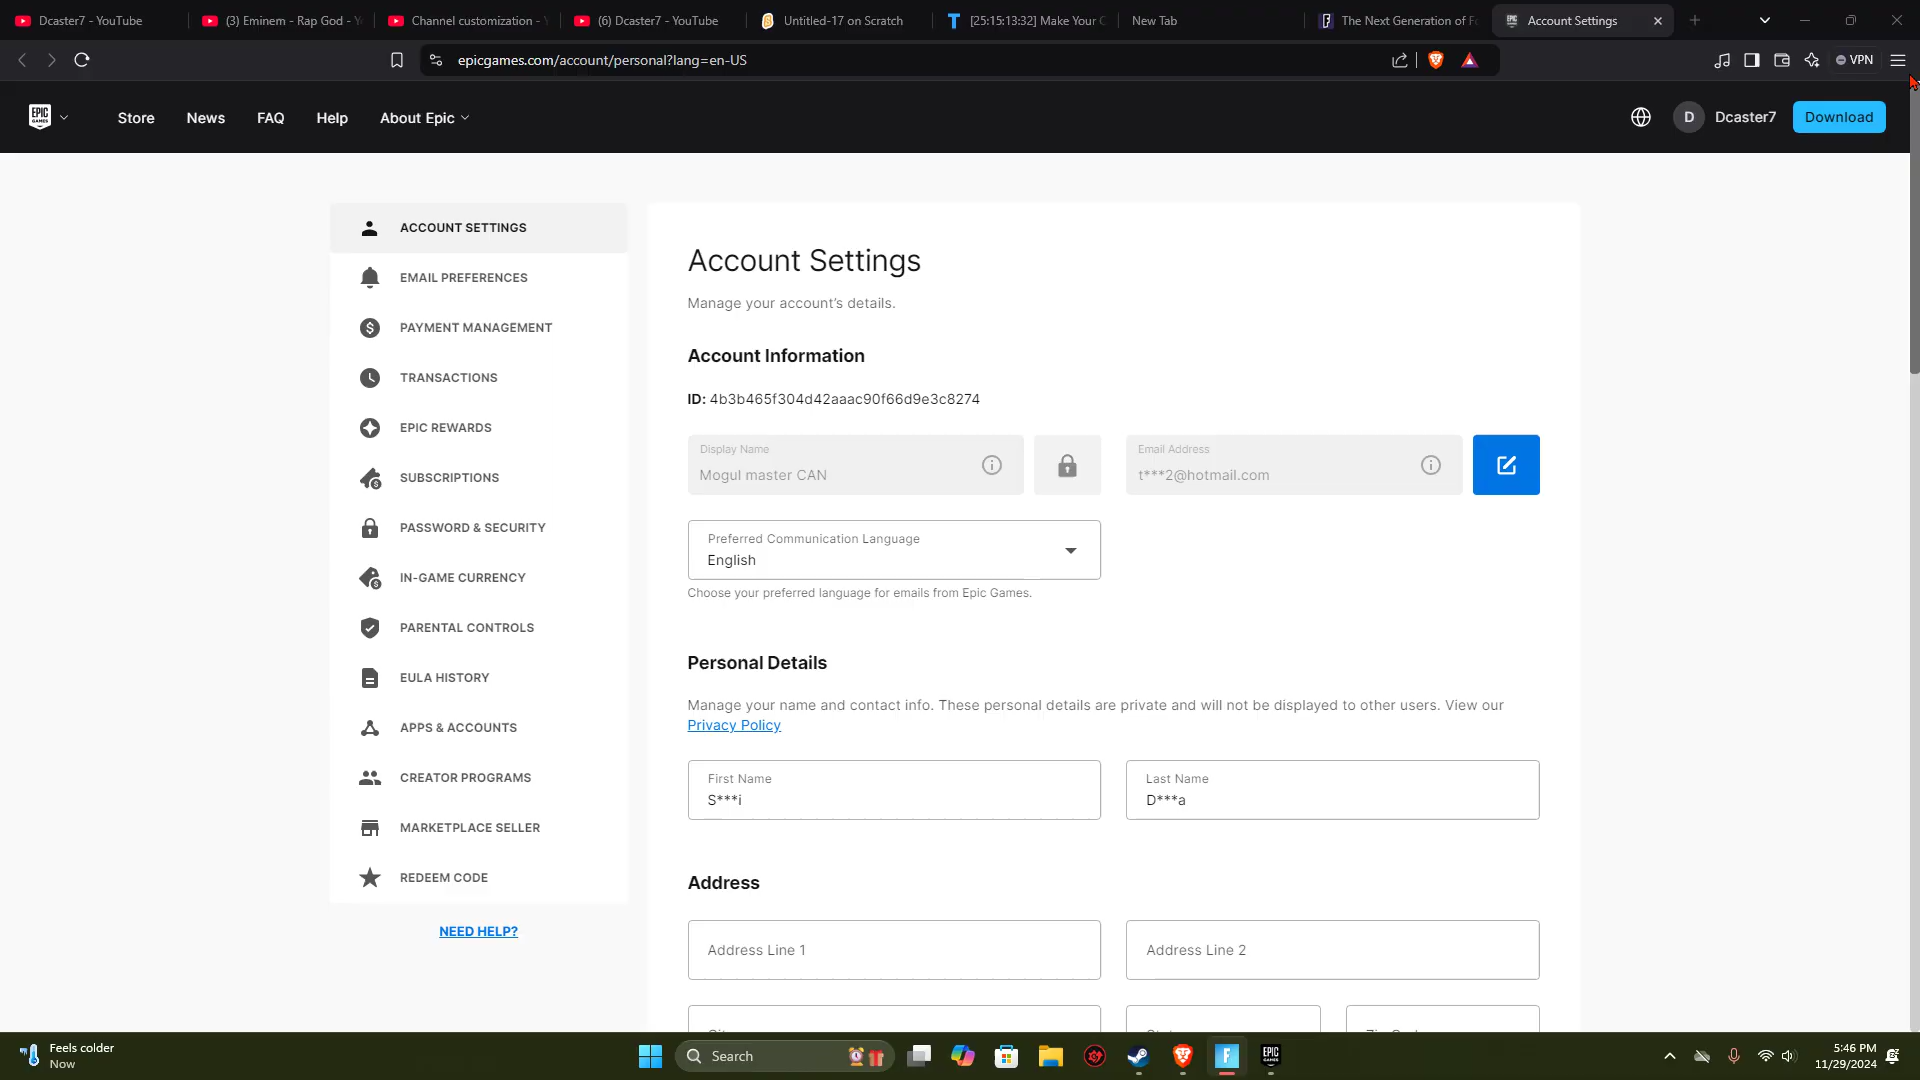 Dcaster7 - YouTube
(3) Eminem - Rap God - Y
Channel customization - Y
(6) Dcaster7 - YouTube
Untitled-17 on Scratch
[25:15:13:32] Make Your C
New Tab
The Next Generation of Fo
Account Settings
epicgames.com/account/personal?lang=en-US
VPN
EPIC GAMES
Store
News
FAQ
Help
About Epic
D
Dcaster7
Download
ACCOUNT SETTINGS
EMAIL PREFERENCES
PAYMENT MANAGEMENT
TRANSACTIONS
EPIC REWARDS
SUBSCRIPTIONS
PASSWORD & SECURITY
IN-GAME CURRENCY
PARENTAL CONTROLS
EULA HISTORY
APPS & ACCOUNTS
CREATOR PROGRAMS
MARKETPLACE SELLER
REDEEM CODE
NEED HELP?
Account Settings
Manage your account's details.
Account Information
ID: 4b3b465f304d42aaac90f66d9e3c8274
Display Name
Mogul master CAN
Email Address
t***2@hotmail.com
Preferred Communication Language
English
Choose your preferred language for emails from Epic Games.
Personal Details
Manage your name and contact info. These personal details are private and will not be displayed to other users. View our
Privacy Policy
First Name
S***i
Last Name
D***a
Address
Address Line 1
Address Line 2
Feels colder
Now
Search
5:46 PM
11/29/2024